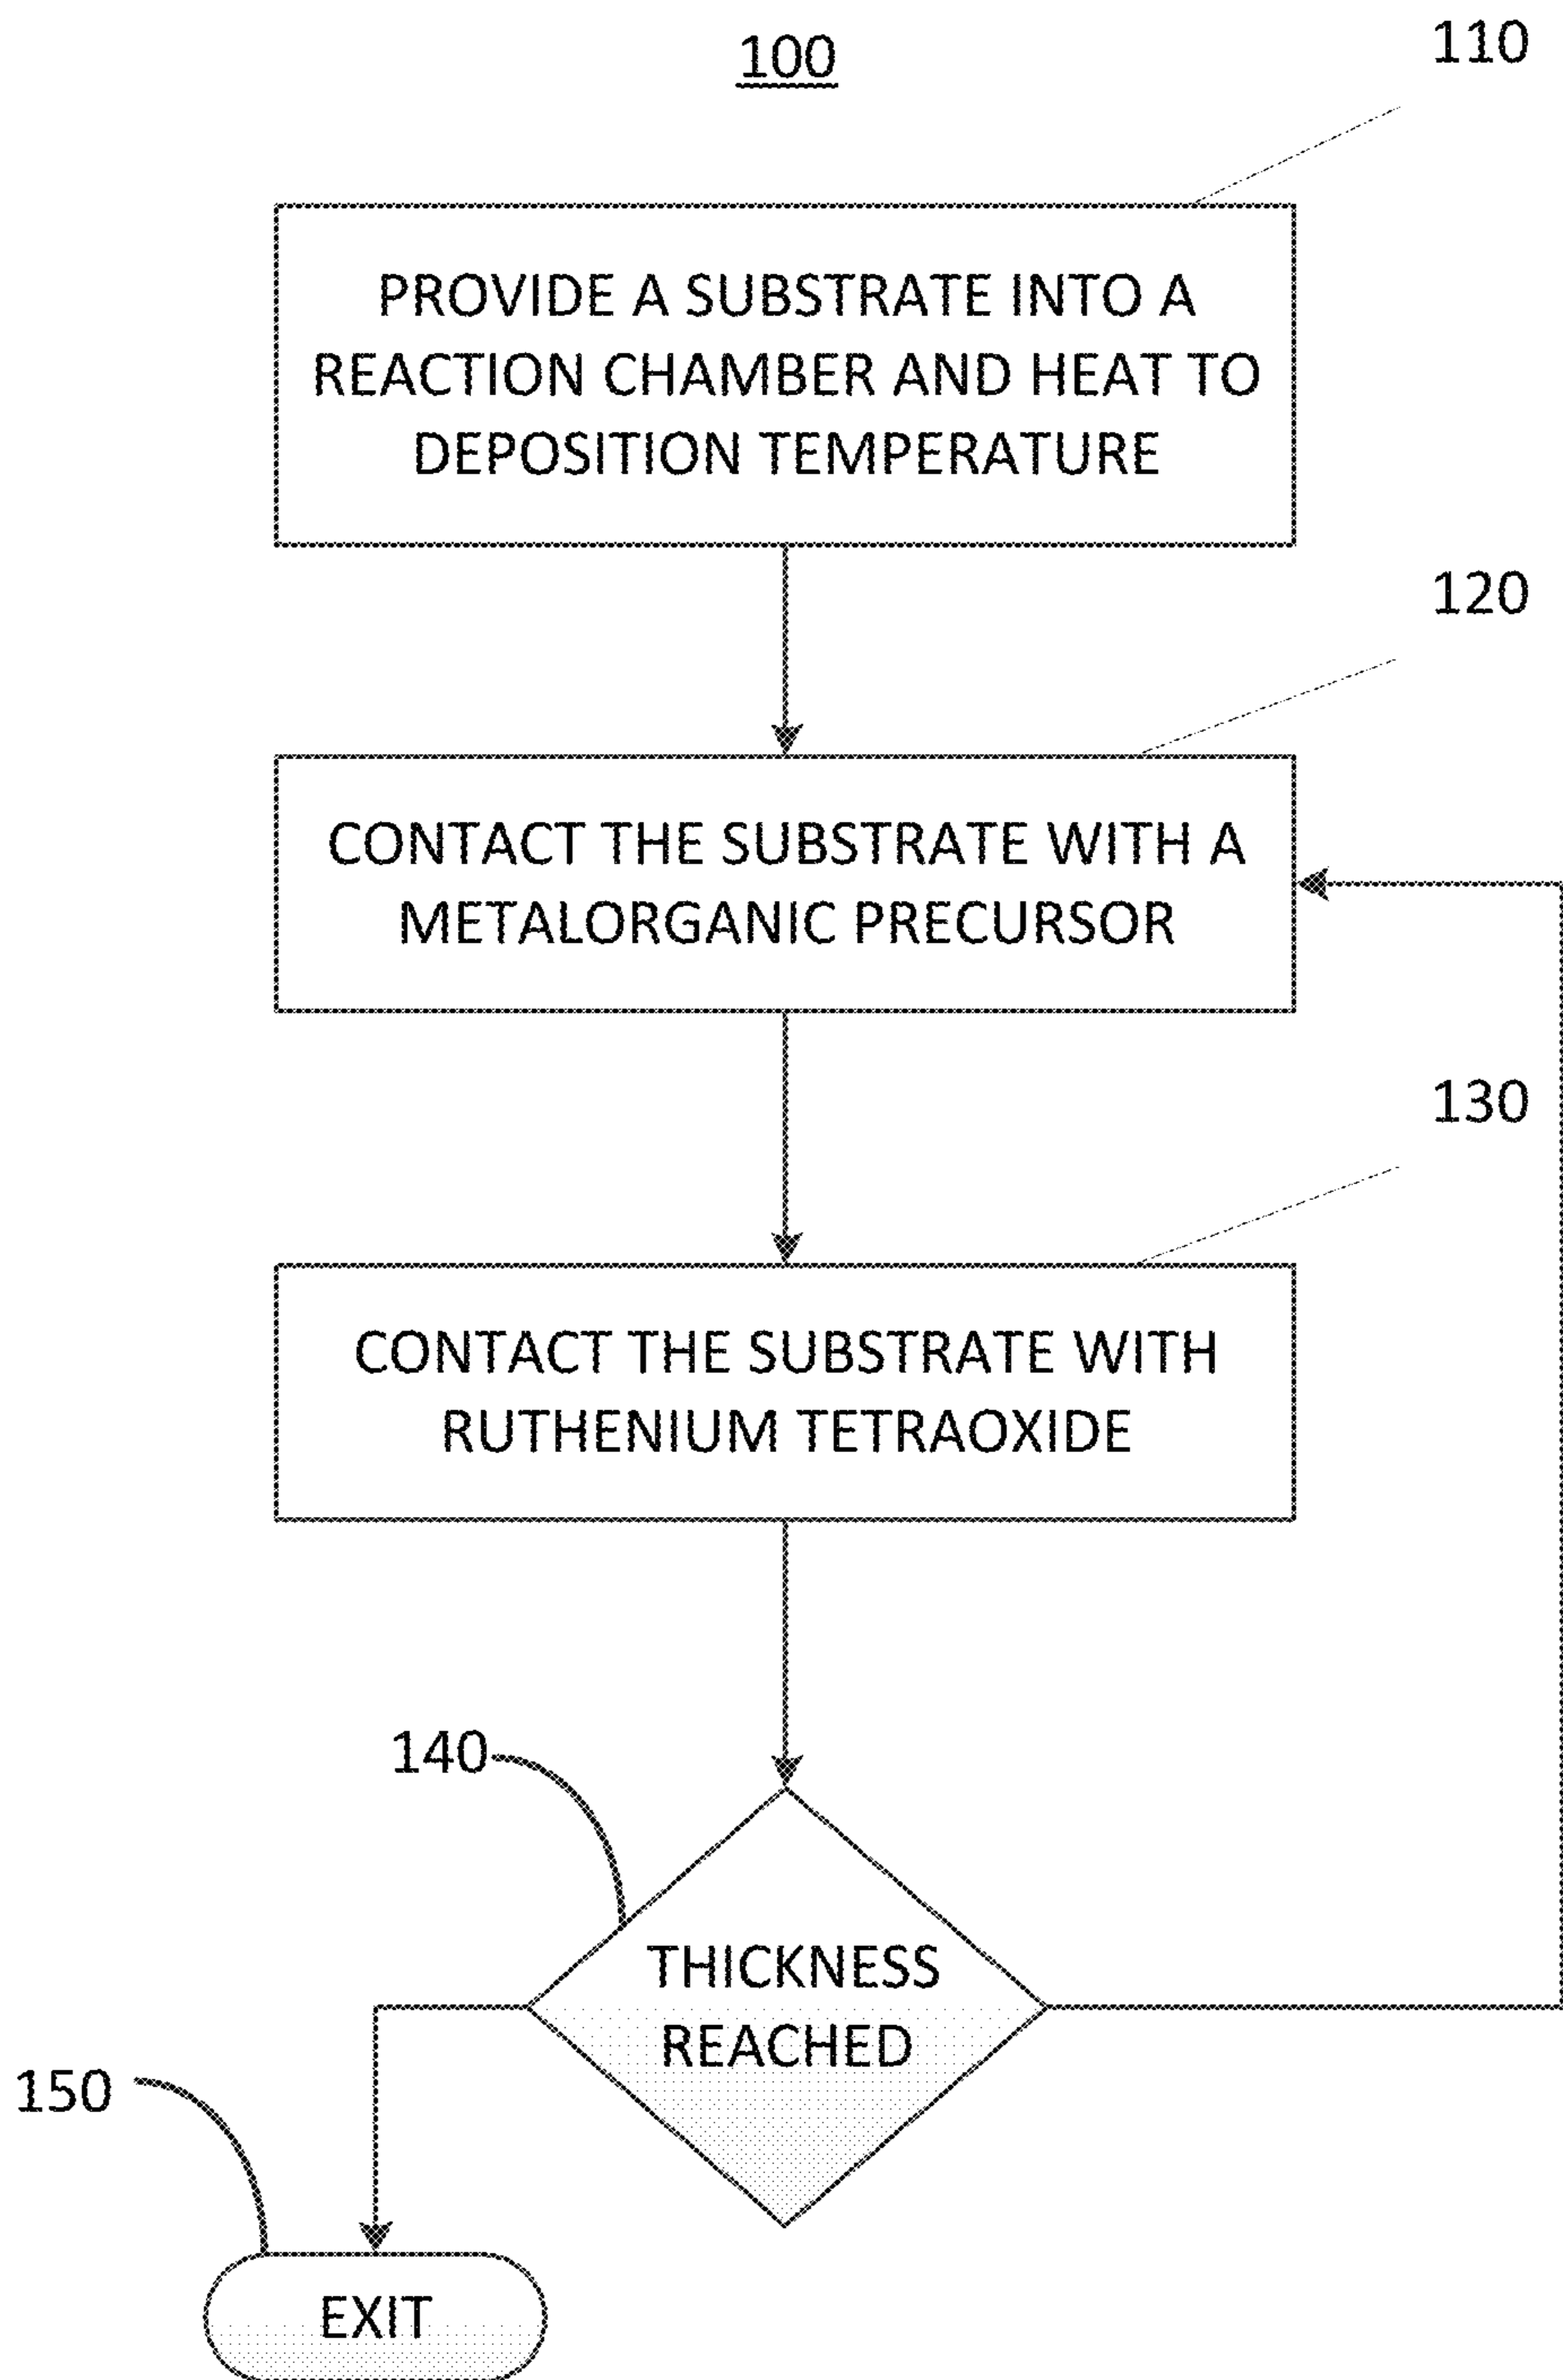 100
110
PROVIDE A SUBSTRATE INTO A
REACTION CHAMBER AND HEAT TO
DEPOSITION TEMPERATURE
120
CONTACT THE SUBSTRATE WITH A
METALORGANIC PRECURSOR
130
CONTACT THE SUBSTRATE WITH
RUTHENIUM TETRAOXIDE
140
THICKNESS
REACHED
150
EXIT